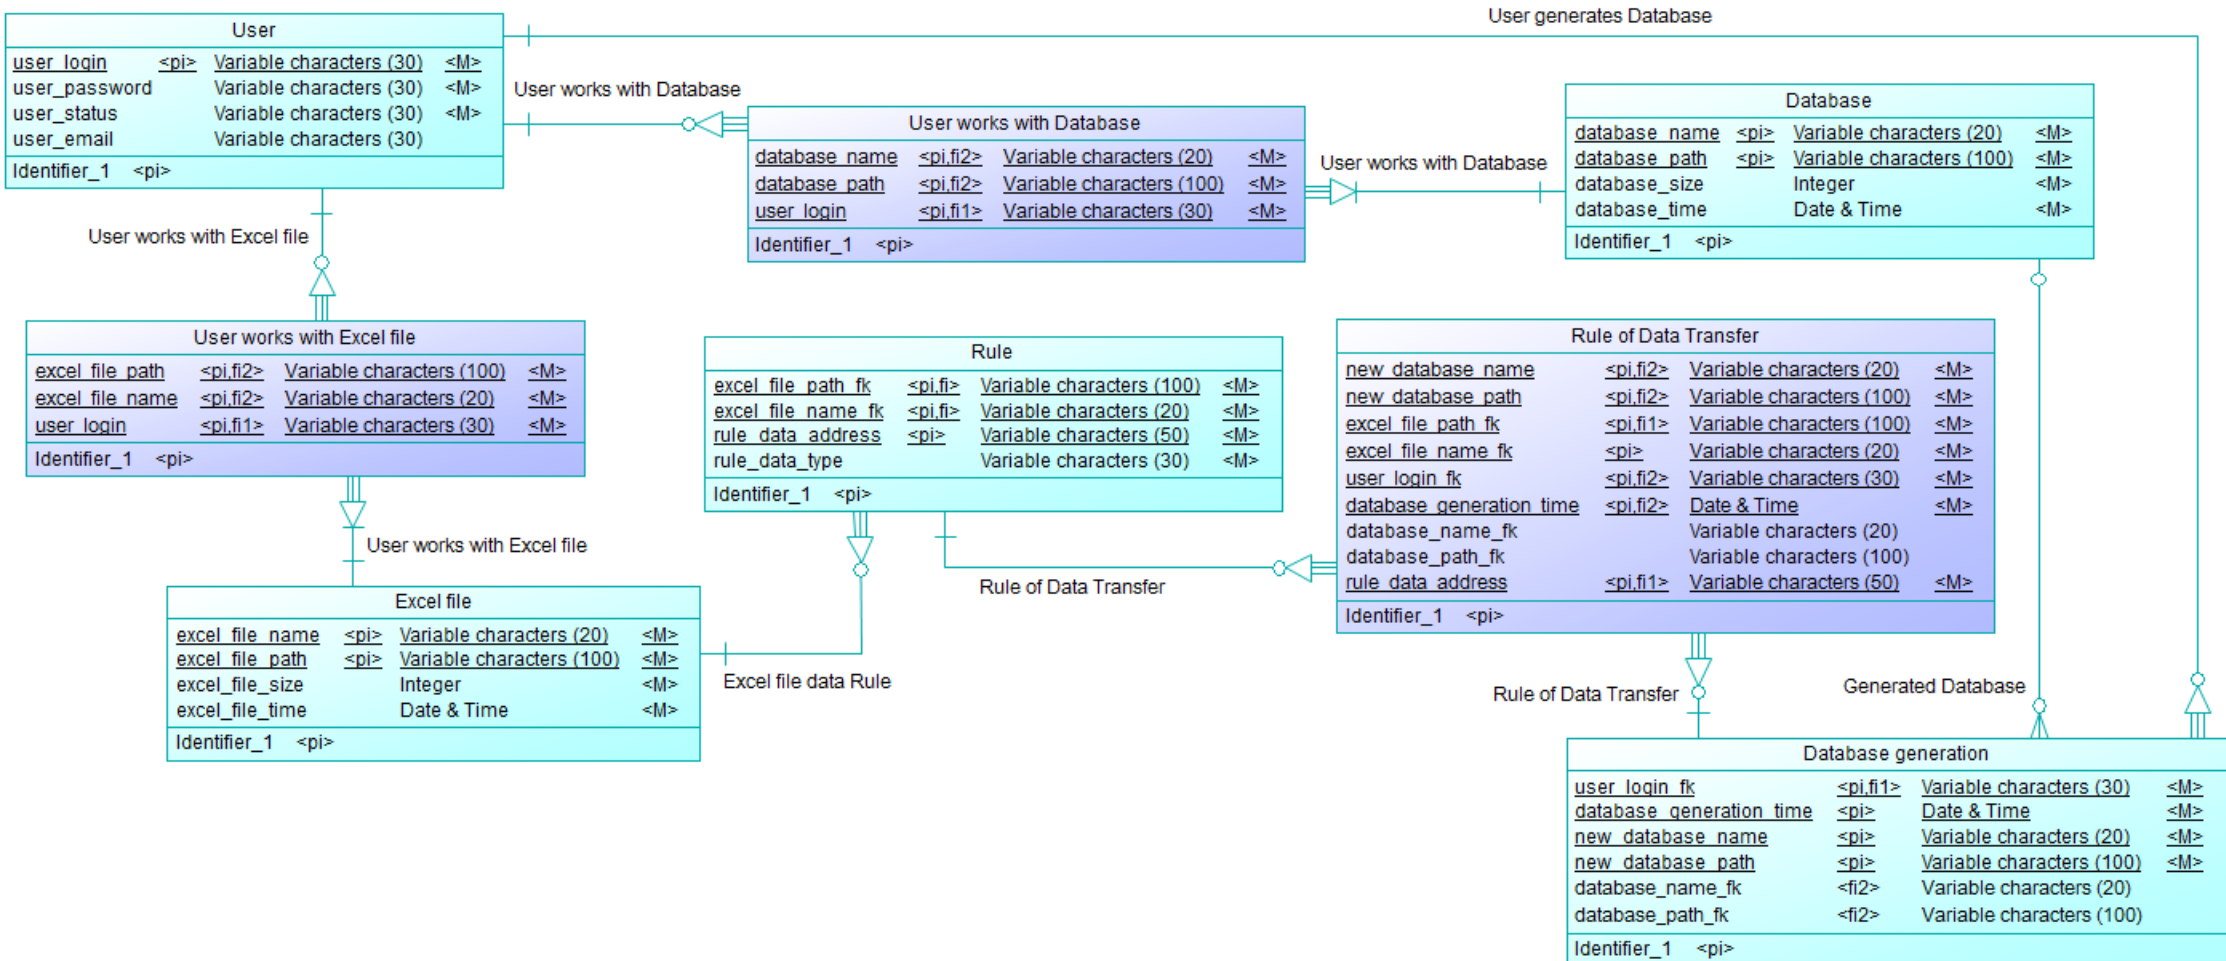 User generates Database
User
user_login <pi> Variable characters (30) <M>
user_password Variable characters (30) <M>
user_status Variable characters (30) <M>
user_email Variable characters (30)
Identifier_1 <pi>
User works with Database
User works with Database
database_name <pi,fi2> Variable characters (20) <M>
database_path <pi,fi2> Variable characters (100) <M>
user_login <pi,fi1> Variable characters (30) <M>
Identifier_1 <pi>
User works with Database
Database
database_name <pi> Variable characters (20) <M>
database_path <pi> Variable characters (100) <M>
database_size Integer <M>
database_time Date & Time <M>
Identifier_1 <pi>
User works with Excel file
User works with Excel file
excel_file_path <pi,fi2> Variable characters (100) <M>
excel_file_name <pi,fi2> Variable characters (20) <M>
user_login <pi,fi1> Variable characters (30) <M>
Identifier_1 <pi>
User works with Excel file
Rule
excel_file_path_fk <pi,fi> Variable characters (100) <M>
excel_file_name_fk <pi,fi> Variable characters (20) <M>
rule_data_address <pi> Variable characters (50) <M>
rule_data_type Variable characters (30) <M>
Identifier_1 <pi>
Rule of Data Transfer
Rule of Data Transfer
new_database_name <pi,fi2> Variable characters (20) <M>
new_database_path <pi,fi2> Variable characters (100) <M>
excel_file_path_fk <pi,fi1> Variable characters (100) <M>
excel_file_name_fk <pi> Variable characters (20) <M>
user_login_fk <pi,fi2> Variable characters (30) <M>
database_generation_time <pi,fi2> Date & Time <M>
database_name_fk Variable characters (20)
database_path_fk Variable characters (100)
rule_data_address <pi,fi1> Variable characters (50) <M>
Identifier_1 <pi>
Excel file
excel_file_name <pi> Variable characters (20) <M>
excel_file_path <pi> Variable characters (100) <M>
excel_file_size Integer <M>
excel_file_time Date & Time <M>
Identifier_1 <pi>
Excel file data Rule
Rule of Data Transfer
Generated Database
Database generation
user_login_fk <pi,fi1> Variable characters (30) <M>
database_generation_time <pi> Date & Time <M>
new_database_name <pi> Variable characters (20) <M>
new_database_path <pi> Variable characters (100) <M>
database_name_fk <fi2> Variable characters (20)
database_path_fk <fi2> Variable characters (100)
Identifier_1 <pi>